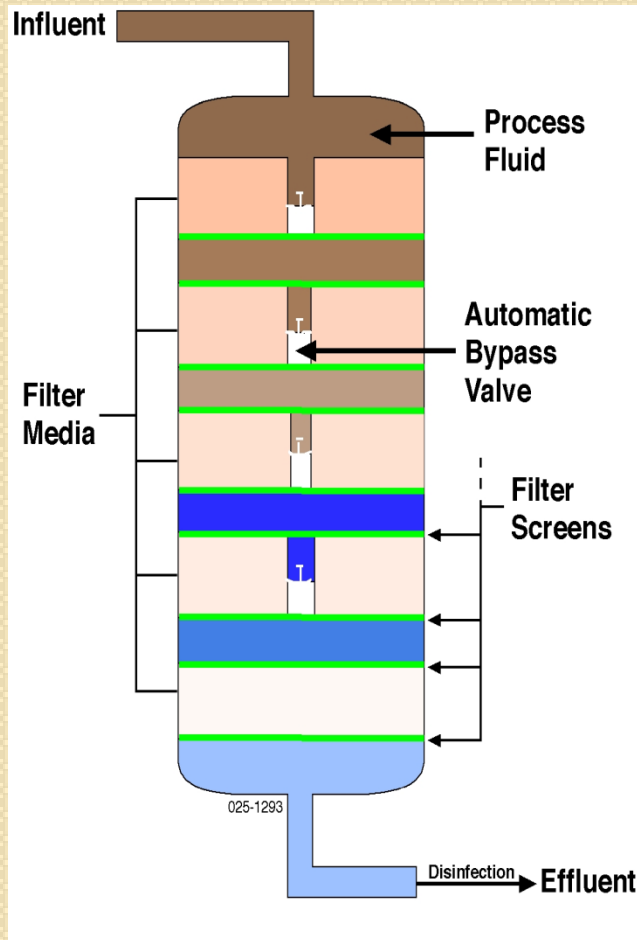 Influent
Process
Fluid
Automatic
Bypass
Valve
Filter
Media
Filter
Screens
025-1293
Disinfection
Effluent